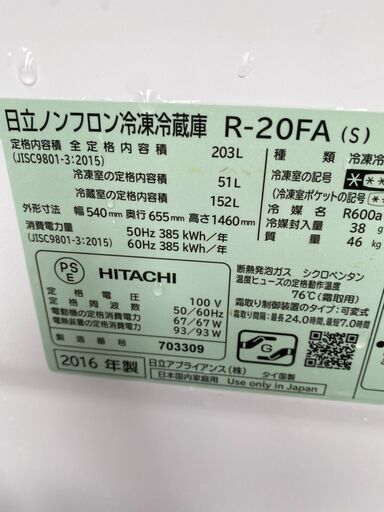 日立ノンフロン冷凍冷蔵庫 R-20FA (S)
定格内容積 全定格内容積 203L
(JISC9801-3:2015)
冷凍室の定格内容積 51L
冷蔵室の定格内容積 152L
外形寸法 幅540mm 奥行655mm 高さ1460mm
消費電力量 50Hz 385 kWh/年
(JISC9801-3:2015) 60Hz 385 kWh/年
種類 冷凍冷
冷凍室の記号
(冷凍室ポケットの記号
冷媒 R600a
冷媒封入量 38 g
質量 46 kg
PS
E
HITACHI
定格電圧 100 V
定格周波数 50/60Hz
電動機の定格消費電力 67/67W
電熱装置の定格消費電力 93/93W
製造番号 703309
断熱発泡ガス シクロペンタン
温度ヒューズの定格動作温度
76℃ (霜取用)
霜取り制御装置のタイプ:可変式
(霜取り間隔:最大24.0時間,最短7.0時間)
G
2016 年製
日立アプライアンス(株) タイ国製
日本国内家庭用 Use only in Japan